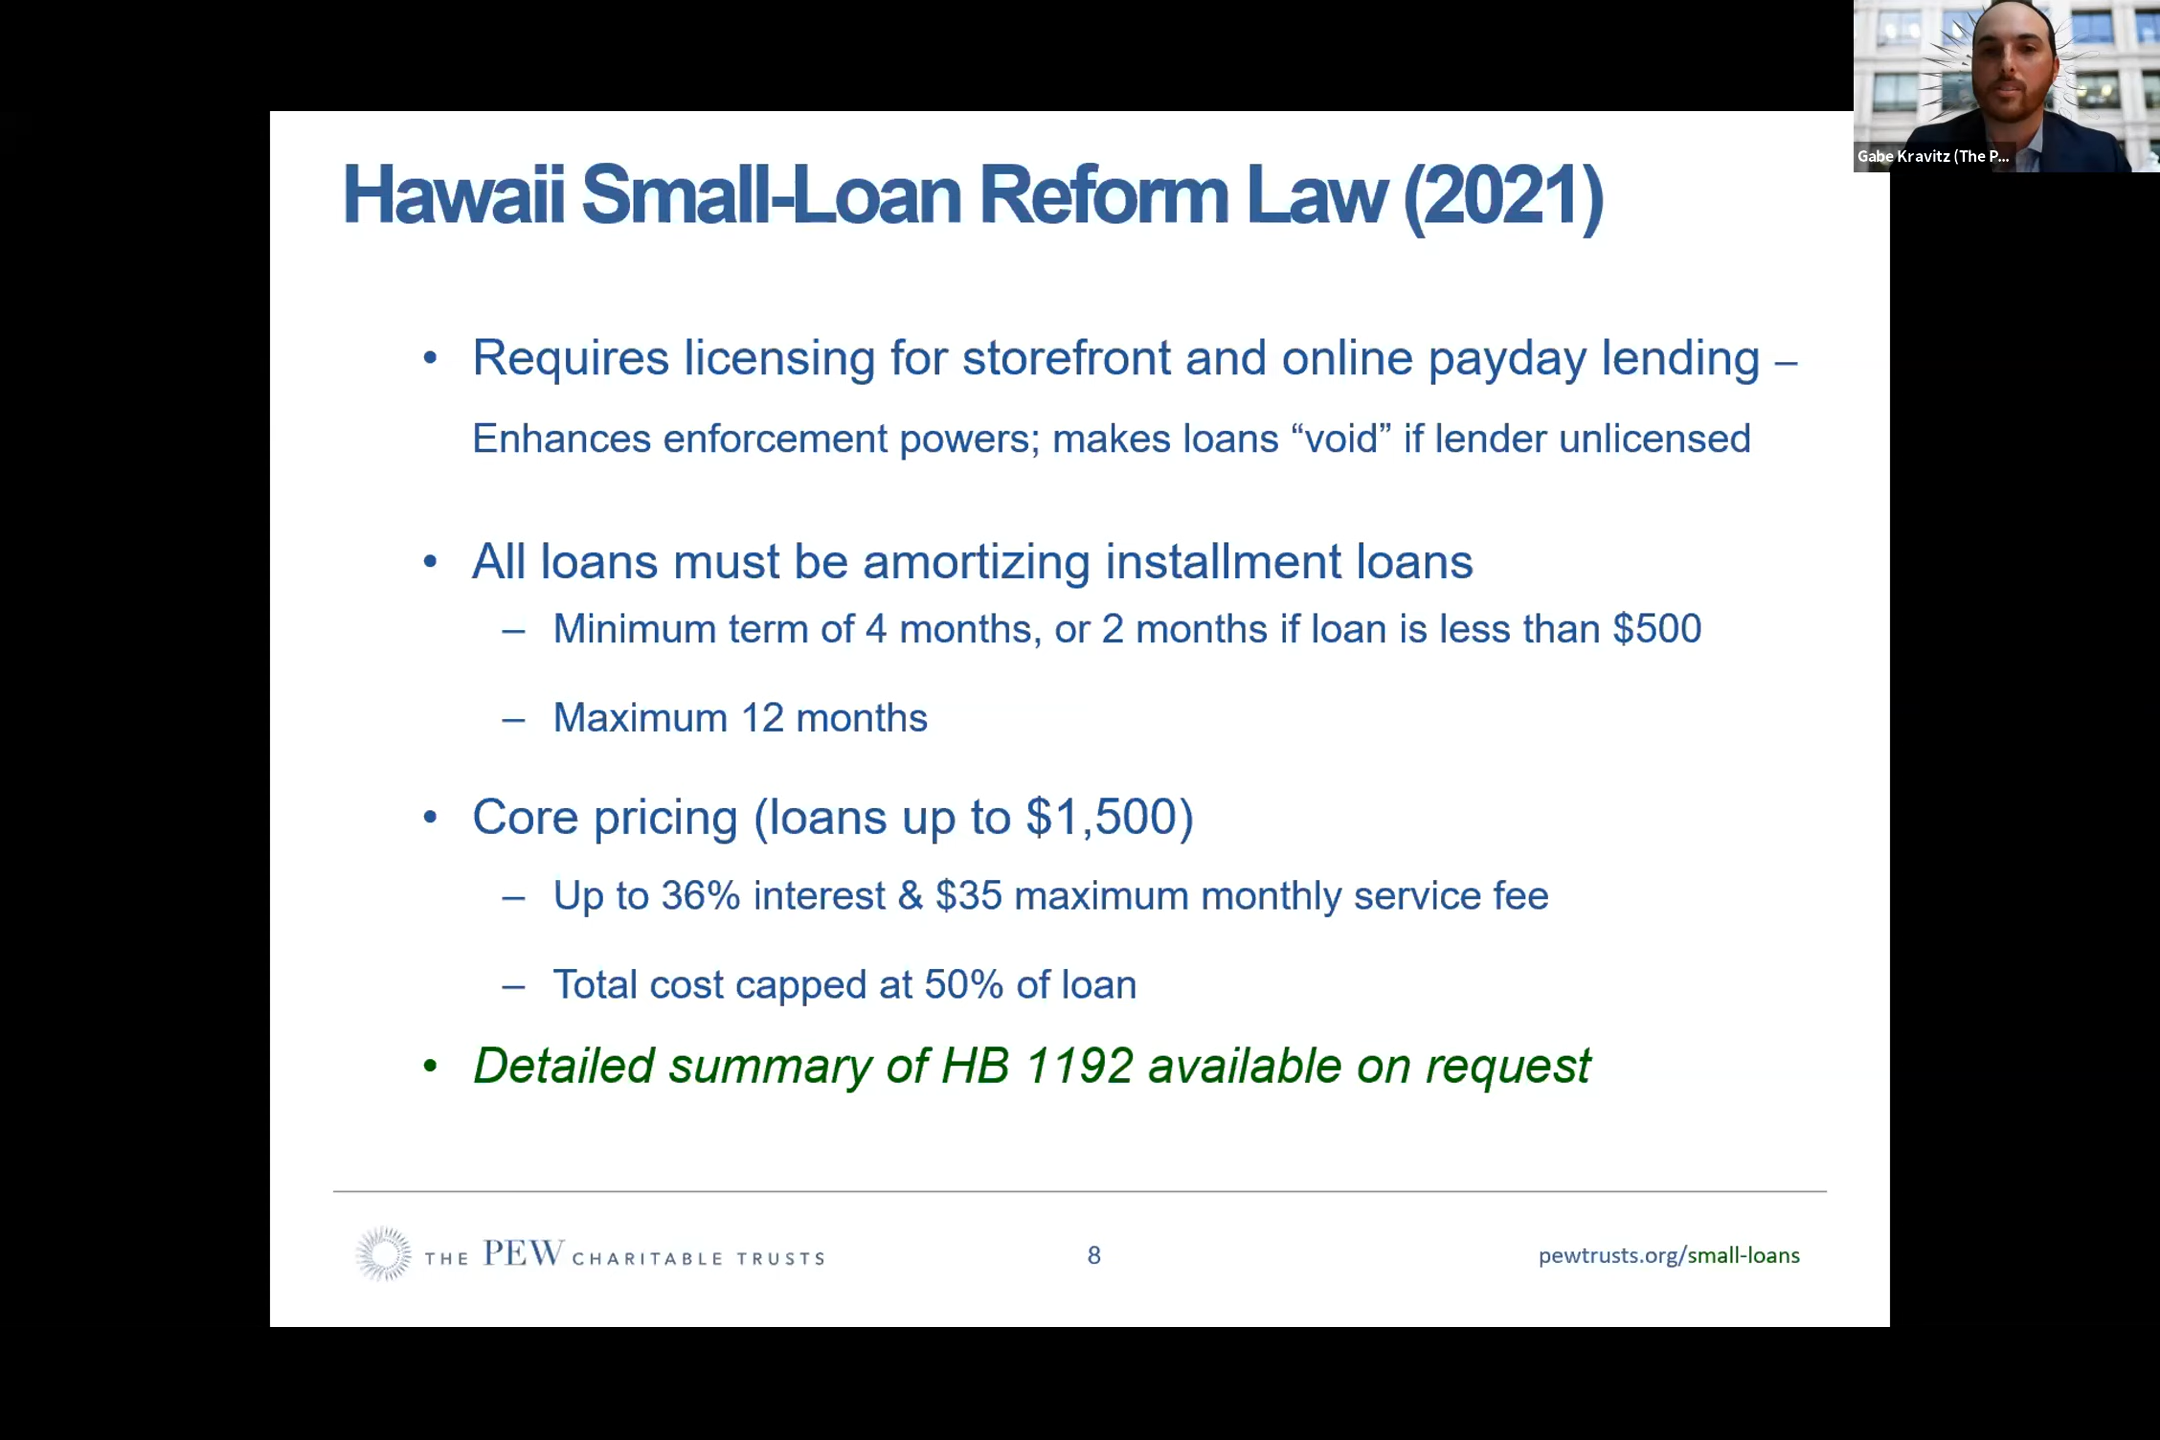 Gabe Kravitz (The P...
Hawaii Small-Loan Reform Law (2021)
• Requires licensing for storefront and online payday lending –
Enhances enforcement powers; makes loans “void” if lender unlicensed
• All loans must be amortizing installment loans
– Minimum term of 4 months, or 2 months if loan is less than $500
– Maximum 12 months
• Core pricing (loans up to $1,500)
– Up to 36% interest & $35 maximum monthly service fee
– Total cost capped at 50% of loan
• Detailed summary of HB 1192 available on request
THE PEW CHARITABLE TRUSTS
8
pewtrusts.org/small-loans